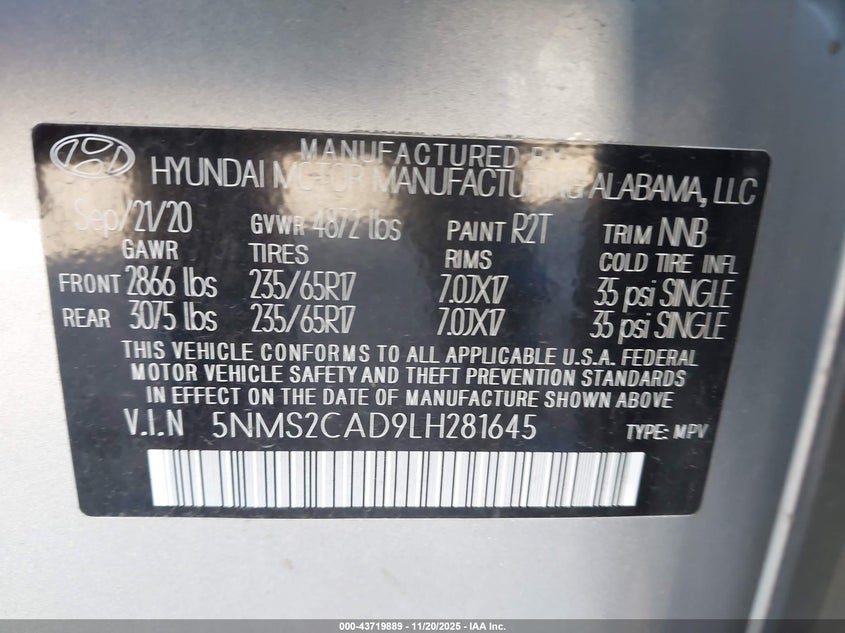 MANUFACTURED BY
HYUNDAI MOTOR MANUFACTURING ALABAMA, LLC
Sep/21/20 GVWR 4872 lbs PAINT R2T TRIM NNB
GAWR TIRES RIMS COLD TIRE INFL
FRONT 2866 lbs 235/65R17 7.0JX17 35 psi SINGLE
REAR 3075 lbs 235/65R17 7.0JX17 35 psi SINGLE
THIS VEHICLE CONFORMS TO ALL APPLICABLE U.S.A. FEDERAL
MOTOR VEHICLE SAFETY AND THEFT PREVENTION STANDARDS
IN EFFECT ON THE DATE OF MANUFACTURE SHOWN ABOVE
V.I.N 5NMS2CAD9LH281645 TYPE: MPV
000-43719889 - 11/20/2025 - IAA Inc.